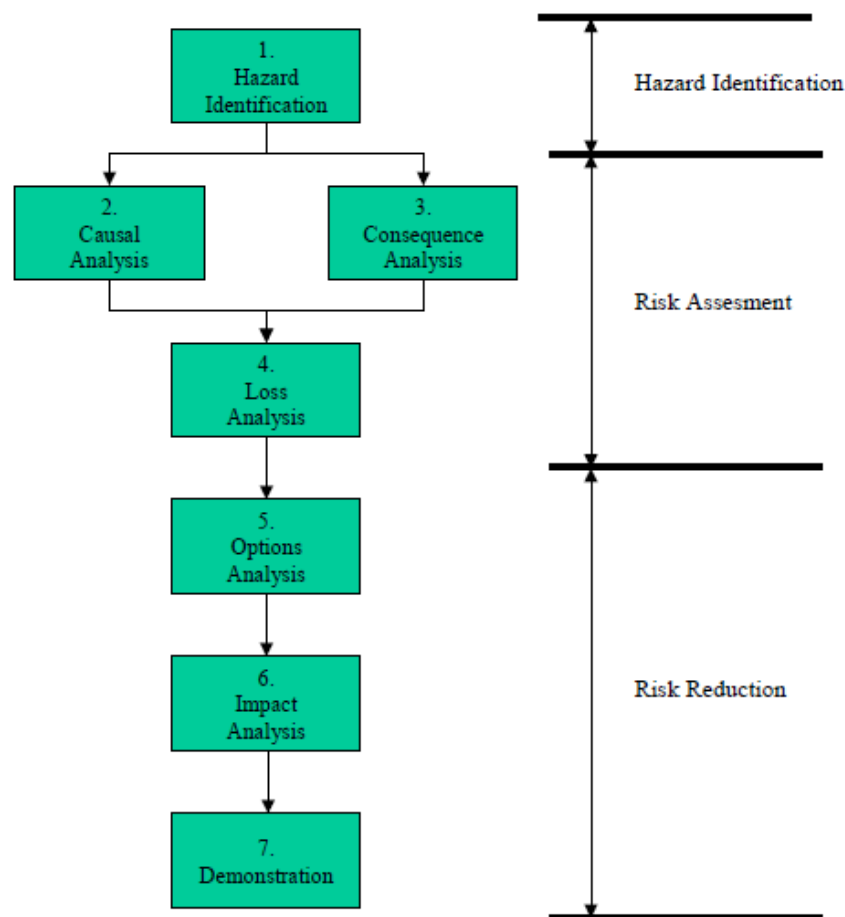 1.
Hazard
Identification
Hazard Identification
2.
Causal
Analysis
3.
Consequence
Analysis
Risk Assesment
4.
Loss
Analysis
5.
Options
Analysis
6.
Impact
Analysis
Risk Reduction
7.
Demonstration